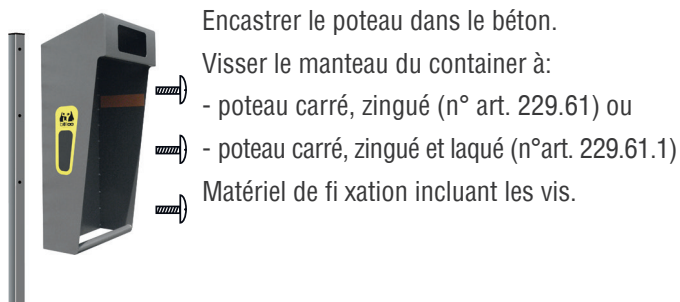 Encastrer le poteau dans le béton.
Visser le manteau du container à:
- poteau carré, zingué (n° art. 229.61) ou
- poteau carré, zingué et laqué (n°art. 229.61.1)
Matériel de fi xation incluant les vis.